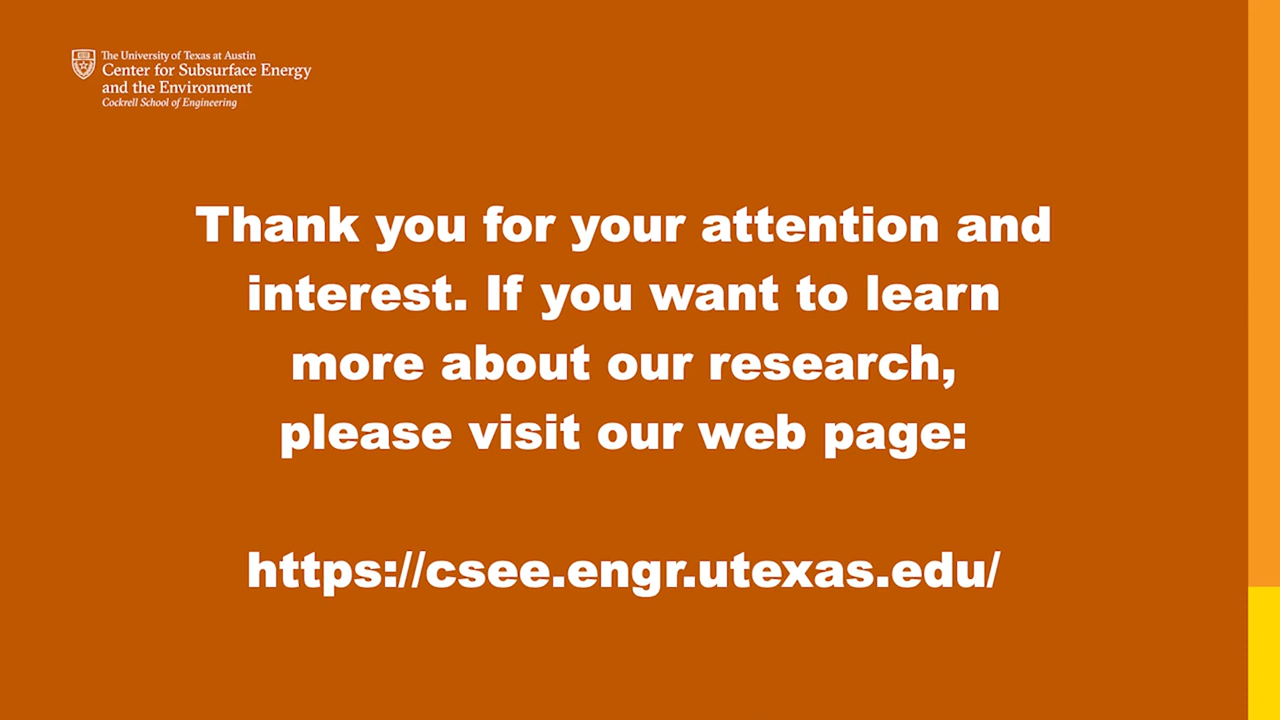 The University of Texas at Austin
Center for Subsurface Energy
and the Environment
Cockrell School of Engineering
Thank you for your attention and
interest. If you want to learn
more about our research,
please visit our web page:
https://csee.engr.utexas.edu/